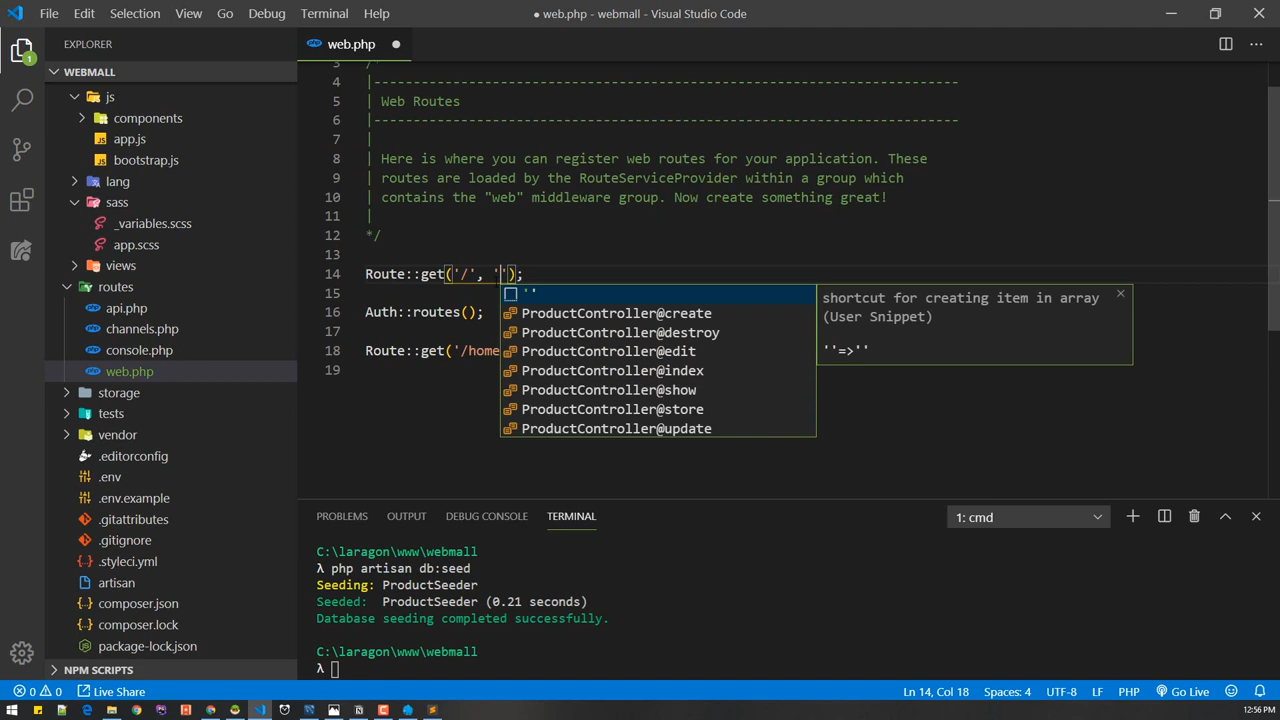 File Edit Selection View Go Debug Terminal Help
● web.php - webmall - Visual Studio Code
EXPLORER
WEBMALL
js
components
app.js
bootstrap.js
lang
sass
_variables.scss
app.scss
views
routes
api.php
channels.php
console.php
web.php
storage
tests
vendor
.editorconfig
.env
.env.example
.gitattributes
.gitignore
.styleci.yml
artisan
composer.json
composer.lock
package-lock.json
NPM SCRIPTS
1
web.php
3 /*
4 |--------------------------------------------------------------------------
5 | Web Routes
6 |--------------------------------------------------------------------------
7 |
8 | Here is where you can register web routes for your application. These
9 | routes are loaded by the RouteServiceProvider within a group which
10 | contains the "web" middleware group. Now create something great!
11 |
12 */
13
14 Route::get('/', '');
15
16 Auth::routes();
17
18 Route::get('/home
19
''
ProductController@create
ProductController@destroy
ProductController@edit
ProductController@index
ProductController@show
ProductController@store
ProductController@update
shortcut for creating item in array
(User Snippet)
''=>''
PROBLEMS OUTPUT DEBUG CONSOLE TERMINAL
1: cmd
C:\laragon\www\webmall
λ php artisan db:seed
Seeding: ProductSeeder
Seeded:  ProductSeeder (0.21 seconds)
Database seeding completed successfully.
C:\laragon\www\webmall
λ
0 0 Live Share
Ln 14, Col 18 Spaces: 4 UTF-8 LF PHP Go Live
12:56 PM